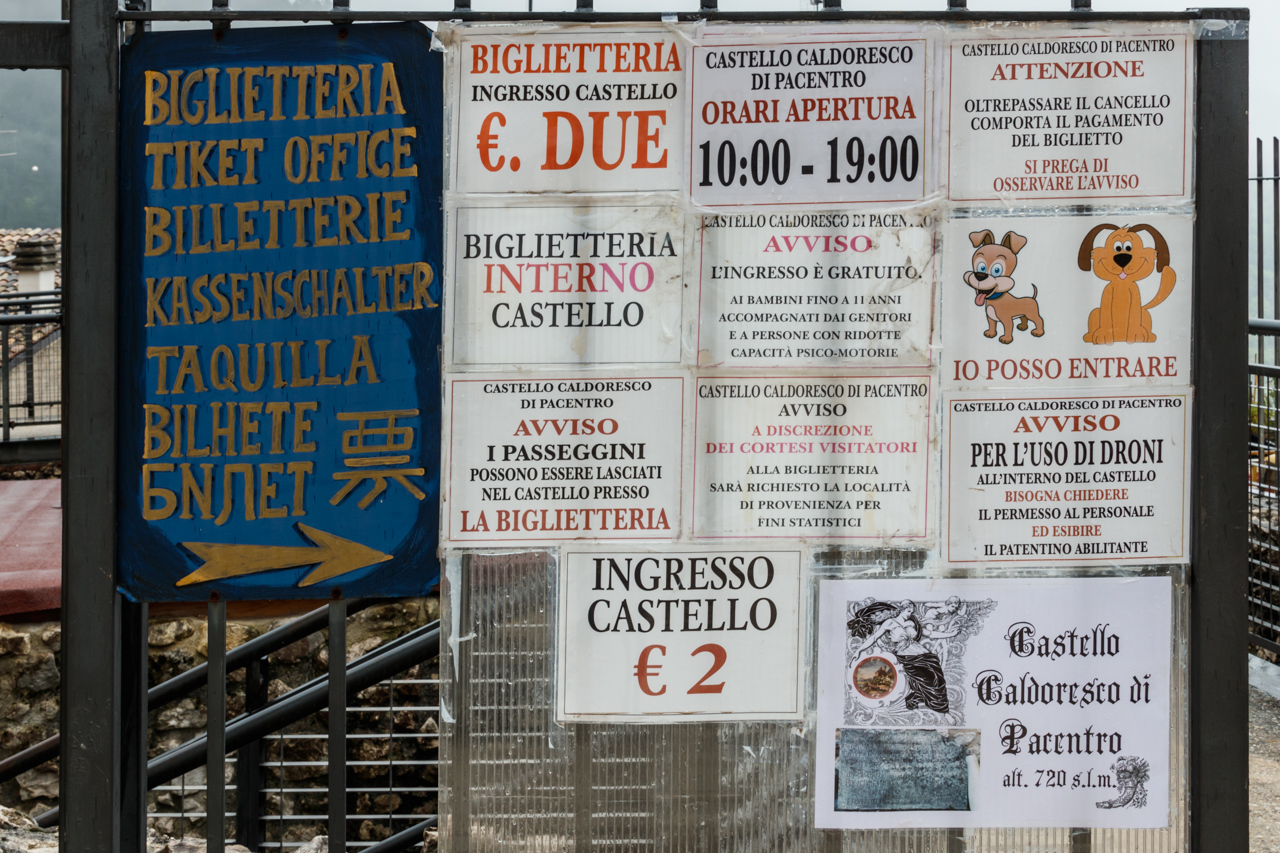 BIGLIETTERIA
TIKET OFFICE
BILLETTERIE
KASSENSCHALTER
TAQUILLA
BILHETE
БNЛET
票
BIGLIETTERIA
INGRESSO CASTELLO
€. DUE
CASTELLO CALDORESCO
DI PACENTRO
ORARI APERTURA
10:00 - 19:00
CASTELLO CALDORESCO DI PACENTRO
ATTENZIONE
OLTREPASSARE IL CANCELLO
COMPORTA IL PAGAMENTO
DEL BIGLIETTO
SI PREGA DI
OSSERVARE L'AVVISO
BIGLIETTERIA
INTERNO
CASTELLO
CASTELLO CALDORESCO DI PACENTRO
AVVISO
L'INGRESSO È GRATUITO.
AI BAMBINI FINO A 11 ANNI
ACCOMPAGNATI DAI GENITORI
E A PERSONE CON RIDOTTE
CAPACITÀ PSICO-MOTORIE
IO POSSO ENTRARE
CASTELLO CALDORESCO
DI PACENTRO
AVVISO
I PASSEGGINI
POSSONO ESSERE LASCIATI
NEL CASTELLO PRESSO
LA BIGLIETTERIA
CASTELLO CALDORESCO DI PACENTRO
AVVISO
A DISCREZIONE
DEI CORTESI VISITATORI
ALLA BIGLIETTERIA
SARÀ RICHIESTO LA LOCALITÀ
DI PROVENIENZA PER
FINI STATISTICI
CASTELLO CALDORESCO DI PACENTRO
AVVISO
PER L'USO DI DRONI
ALL'INTERNO DEL CASTELLO
BISOGNA CHIEDERE
IL PERMESSO AL PERSONALE
ED ESIBIRE
IL PATENTINO ABILITANTE
INGRESSO
CASTELLO
€ 2
Castello
Caldoresco di
Pacentro
alt. 720 s.l.m.